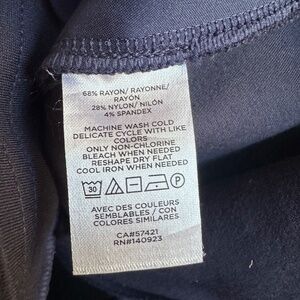 68% RAYON/ RAYONNE/
RAYÓN
28% NYLON/ NILÓN
4% SPANDEX
MACHINE WASH COLD
DELICATE CYCLE WITH LIKE
COLORS
ONLY NON-CHLORINE
BLEACH WHEN NEEDED
RESHAPE DRY FLAT
COOL IRON WHEN NEEDED
30 P
AVEC DES COULEURS
SEMBLABLES / CON
COLORES SIMILARES
CA#57421
RN#140923